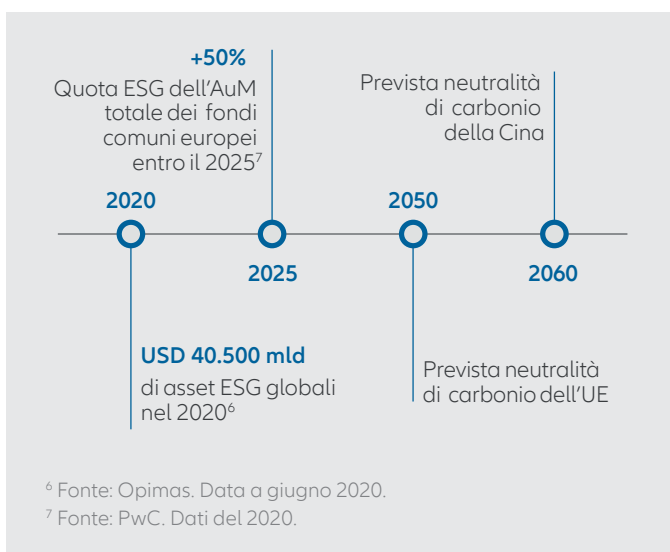 +50%
Quota ESG dell'AuM
totale dei fondi
comuni europei
entro il 2025⁷
Prevista neutralità
di carbonio
della Cina
2020
2050
2025
2060
USD 40.500 mld
di asset ESG globali
nel 2020⁶
Prevista neutralità
di carbonio dell'UE
⁶ Fonte: Opimas. Data a giugno 2020.
⁷ Fonte: PwC. Dati del 2020.